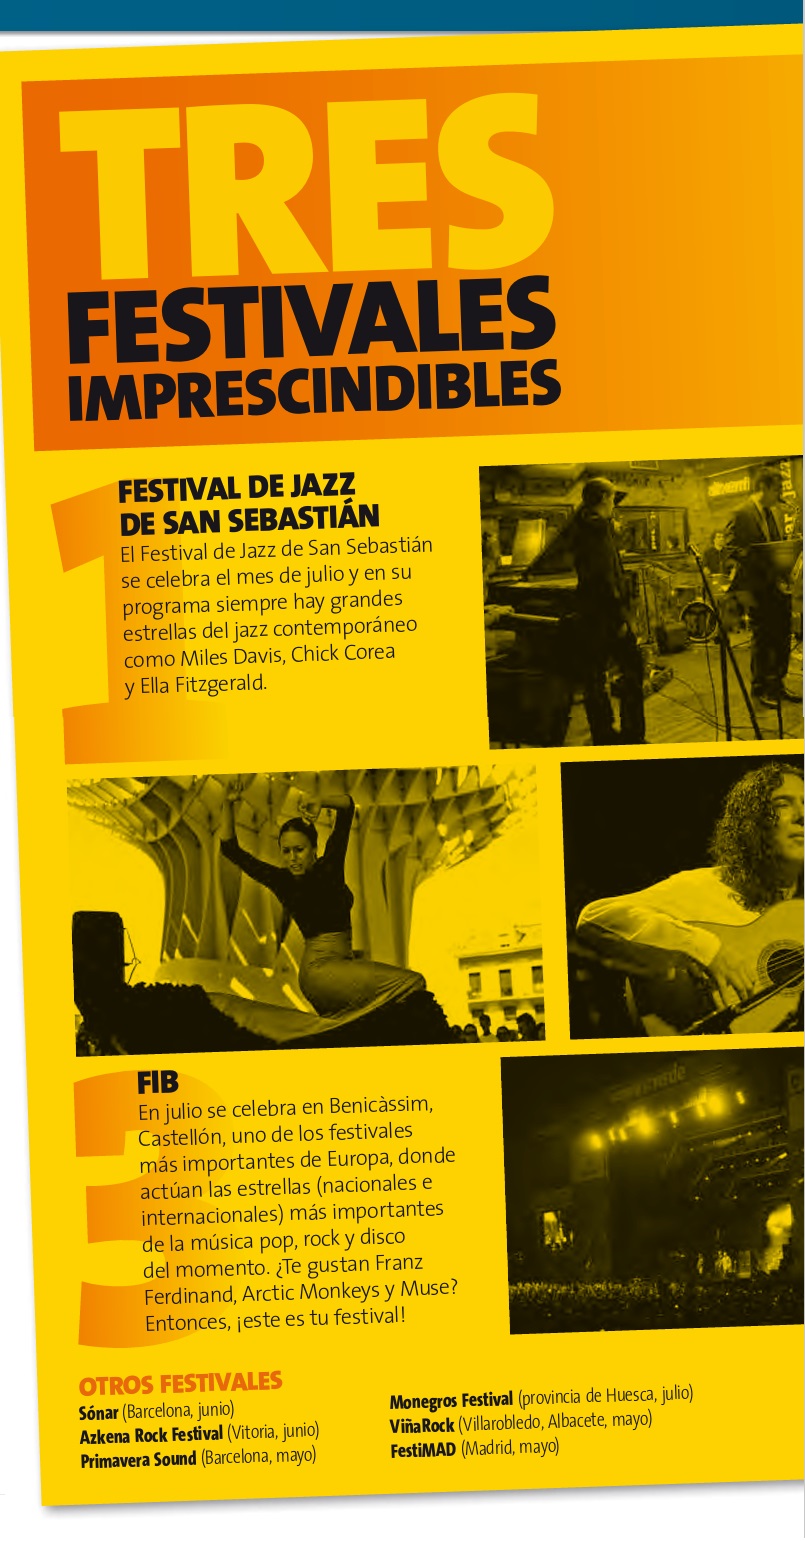 TRES
FESTIVALES
IMPRESCINDIBLES
1
FESTIVAL DE JAZZ
DE SAN SEBASTIÁN
El Festival de Jazz de San Sebastián
se celebra el mes de julio y en su
programa siempre hay grandes
estrellas del jazz contemporáneo
como Miles Davis, Chick Corea
y Ella Fitzgerald.
3
FIB
En julio se celebra en Benicàssim,
Castellón, uno de los festivales
más importantes de Europa, donde
actúan las estrellas (nacionales e
internacionales) más importantes
de la música pop, rock y disco
del momento. ¿Te gustan Franz
Ferdinand, Arctic Monkeys y Muse?
Entonces, ¡este es tu festival!
OTROS FESTIVALES
Sónar (Barcelona, junio)
Azkena Rock Festival (Vitoria, junio)
Primavera Sound (Barcelona, mayo)
Monegros Festival (provincia de Huesca, julio)
ViñaRock (Villarobledo, Albacete, mayo)
FestiMAD (Madrid, mayo)